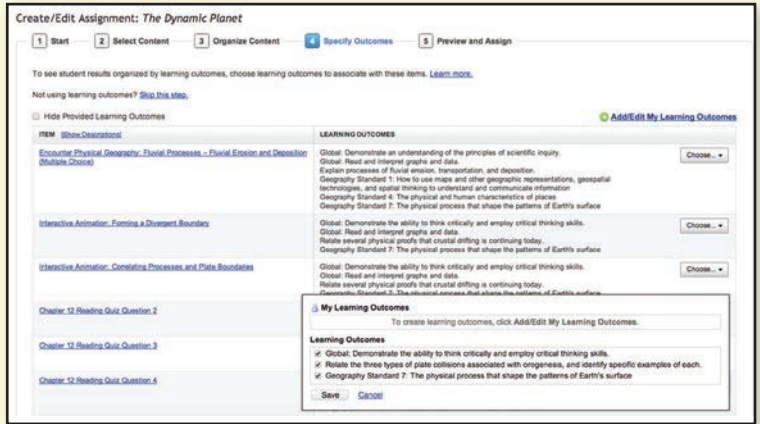 Create/Edit Assignment: The Dynamic Planet
1 Start 2 Select Content 3 Organize Content 4 Specify Outcomes 5 Preview and Assign
To see student results organized by learning outcomes, choose learning outcomes to associate with these items. Learn more.
Not using learning outcomes? Skip this step.
Hide Provided Learning Outcomes
Add/Edit My Learning Outcomes
ITEM (Show Descriptions) LEARNING OUTCOMES
Encounter Physical Geography: Fluvial Processes – Fluvial Erosion and Deposition
(Multiple Choice)
Global: Demonstrate an understanding of the principles of scientific inquiry.
Global: Read and interpret graphs and data.
Explain processes of fluvial erosion, transportation, and deposition.
Geography Standard 1: How to use maps and other geographic representations, geospatial
technologies, and spatial thinking to understand and communicate information
Geography Standard 4: The physical and human characteristics of places
Geography Standard 7: The physical process that shape the patterns of Earth's surface
Choose...
Interactive Animation: Forming a Divergent Boundary
Global: Demonstrate the ability to think critically and employ critical thinking skills.
Global: Read and interpret graphs and data.
Relate several physical proofs that crustal drifting is continuing today.
Geography Standard 7: The physical process that shape the patterns of Earth's surface
Choose...
Interactive Animation: Correlating Processes and Plate Boundaries
Global: Demonstrate the ability to think critically and employ critical thinking skills.
Global: Read and interpret graphs and data.
Relate several physical proofs that crustal drifting is continuing today.
Geography Standard 7: The physical process that shape the patterns of Earth's surface
Choose...
Chapter 12 Reading Quiz Question 2
Chapter 12 Reading Quiz Question 3
Chapter 12 Reading Quiz Question 4
My Learning Outcomes
To create learning outcomes, click Add/Edit My Learning Outcomes.
Learning Outcomes
Global: Demonstrate the ability to think critically and employ critical thinking skills.
Relate the three types of plate collisions associated with orogenesis, and identify specific examples of each.
Geography Standard 7: The physical process that shape the patterns of Earth's surface
Save Cancel